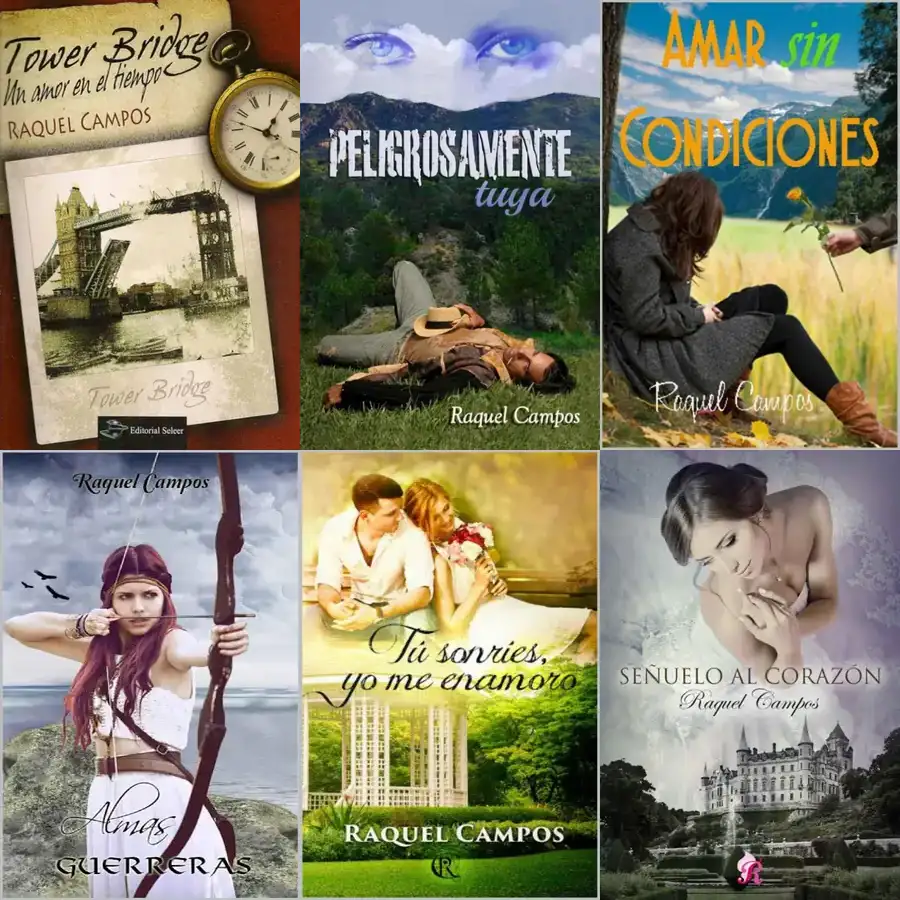 Tower Bridge
Un amor en el tiempo
RAQUEL CAMPOS
Tower Bridge
Editorial Seleer
PELIGROSAMENTE
tuya
Raquel Campos
AMAR sin
CONDICIONES
Raquel Campos
Raquel Campos
Almas
GUERRERAS
Tú sonríes,
yo me enamoro
RAQUEL CAMPOS
CR
SEÑUELO AL CORAZÓN
Raquel Campos
R